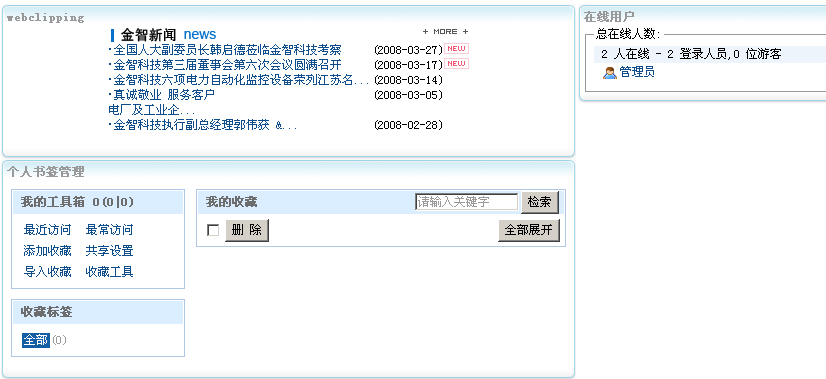 webclipping
金智新闻 news
+ MORE +
·全国人大副委员长韩启德莅临金智科技考察 (2008-03-27) NEW
·金智科技第三届董事会第六次会议圆满召开 (2008-03-17) NEW
·金智科技六项电力自动化监控设备荣列江苏名... (2008-03-14)
·真诚敬业 服务客户 (2008-03-05)
电厂及工业企...
·金智科技执行副总经理郭伟获 &... (2008-02-28)
在线用户
总在线人数:
2 人在线 - 2 登录人员,0 位游客
管理员
个人书签管理
我的工具箱 0(0|0)
最近访问 最常访问
添加收藏 共享设置
导入收藏 收藏工具
收藏标签
全部(0)
我的收藏
请输入关键字 检索
删 除 全部展开